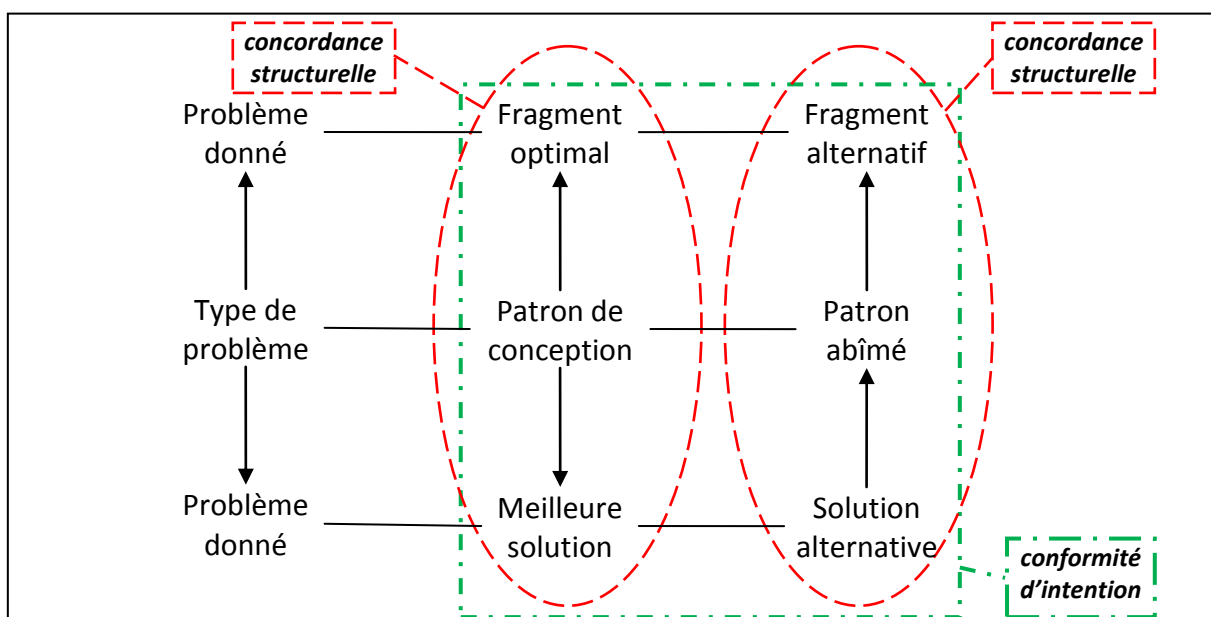 concordance
structurelle
concordance
structurelle
Problème
donné
Fragment
optimal
Fragment
alternatif
Type de
problème
Patron de
conception
Patron
abîmé
Problème
donné
Meilleure
solution
Solution
alternative
conformité
d'intention